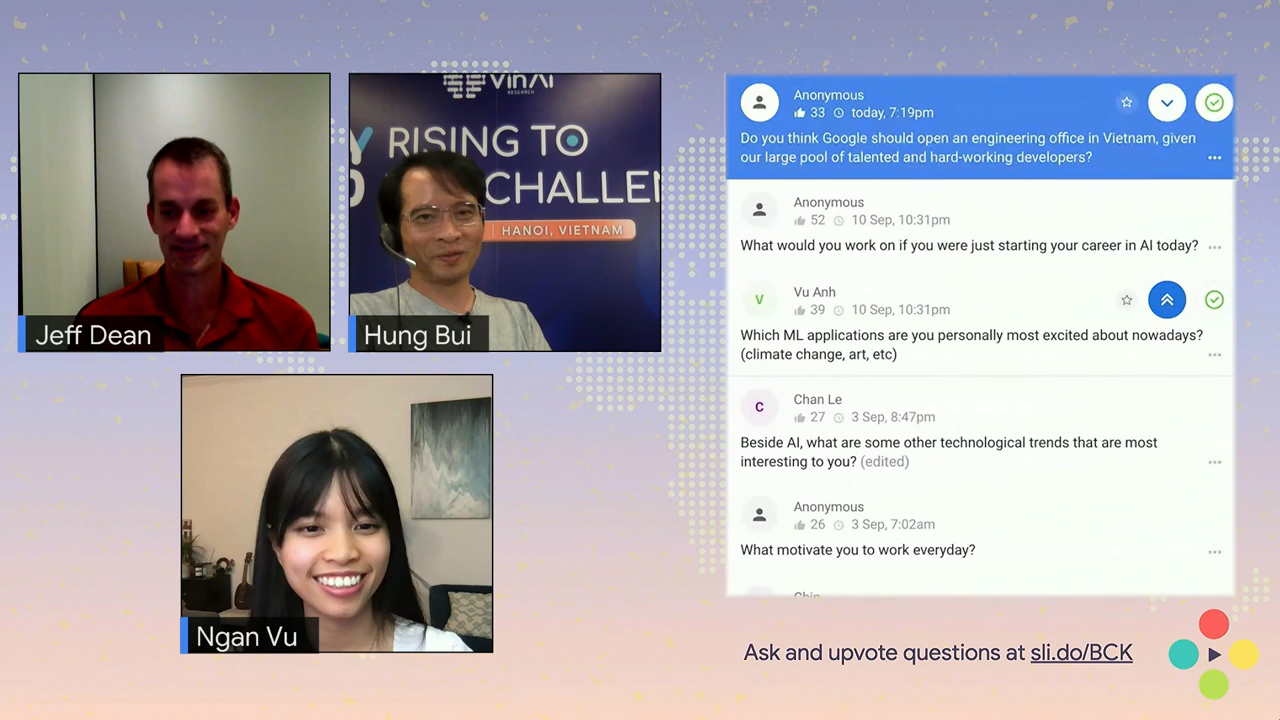 VinAI
RESEARCH
Y RISING TO
CHALLEN
HANOI, VIETNAM
Jeff Dean
Hung Bui
Ngan Vu
Anonymous
33 today, 7:19pm
Do you think Google should open an engineering office in Vietnam, given
our large pool of talented and hard-working developers?
Anonymous
52 10 Sep, 10:31pm
What would you work on if you were just starting your career in AI today?
V
Vu Anh
39 10 Sep, 10:31pm
Which ML applications are you personally most excited about nowadays?
(climate change, art, etc)
C
Chan Le
27 3 Sep, 8:47pm
Beside AI, what are some other technological trends that are most
interesting to you? (edited)
Anonymous
26 3 Sep, 7:02am
What motivate you to work everyday?
Ask and upvote questions at sli.do/BCK